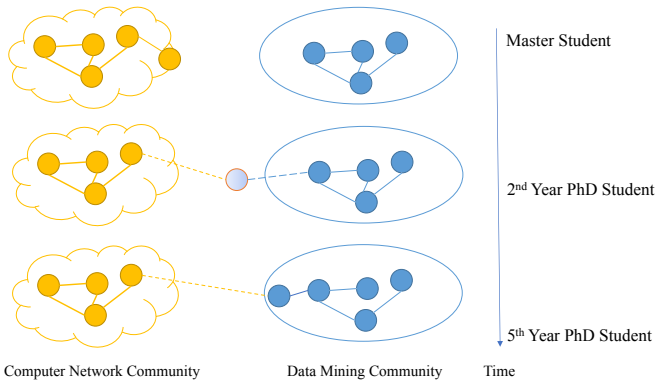 Master Student
2nd Year PhD Student
5th Year PhD Student
Computer Network Community
Data Mining Community
Time